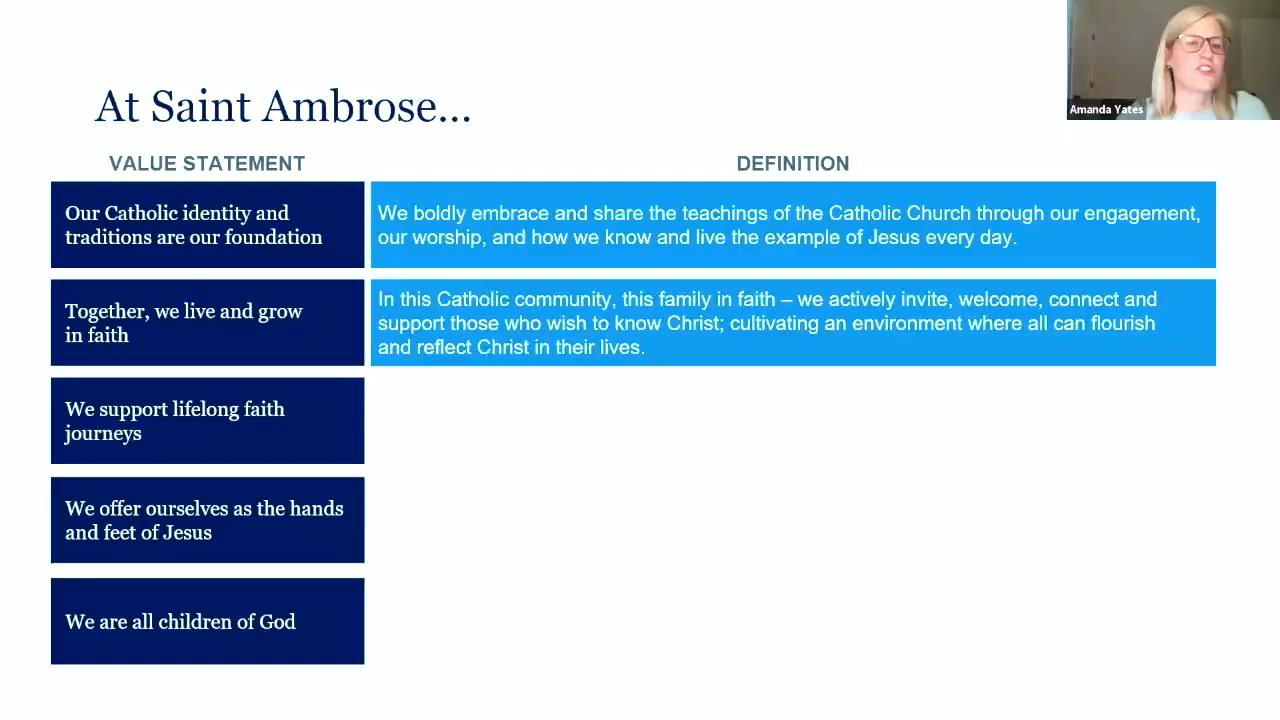 Amanda Yates
At Saint Ambrose...
VALUE STATEMENT
DEFINITION
Our Catholic identity and
traditions are our foundation
We boldly embrace and share the teachings of the Catholic Church through our engagement,
our worship, and how we know and live the example of Jesus every day.
Together, we live and grow
in faith
In this Catholic community, this family in faith – we actively invite, welcome, connect and
support those who wish to know Christ; cultivating an environment where all can flourish
and reflect Christ in their lives.
We support lifelong faith
journeys
We offer ourselves as the hands
and feet of Jesus
We are all children of God